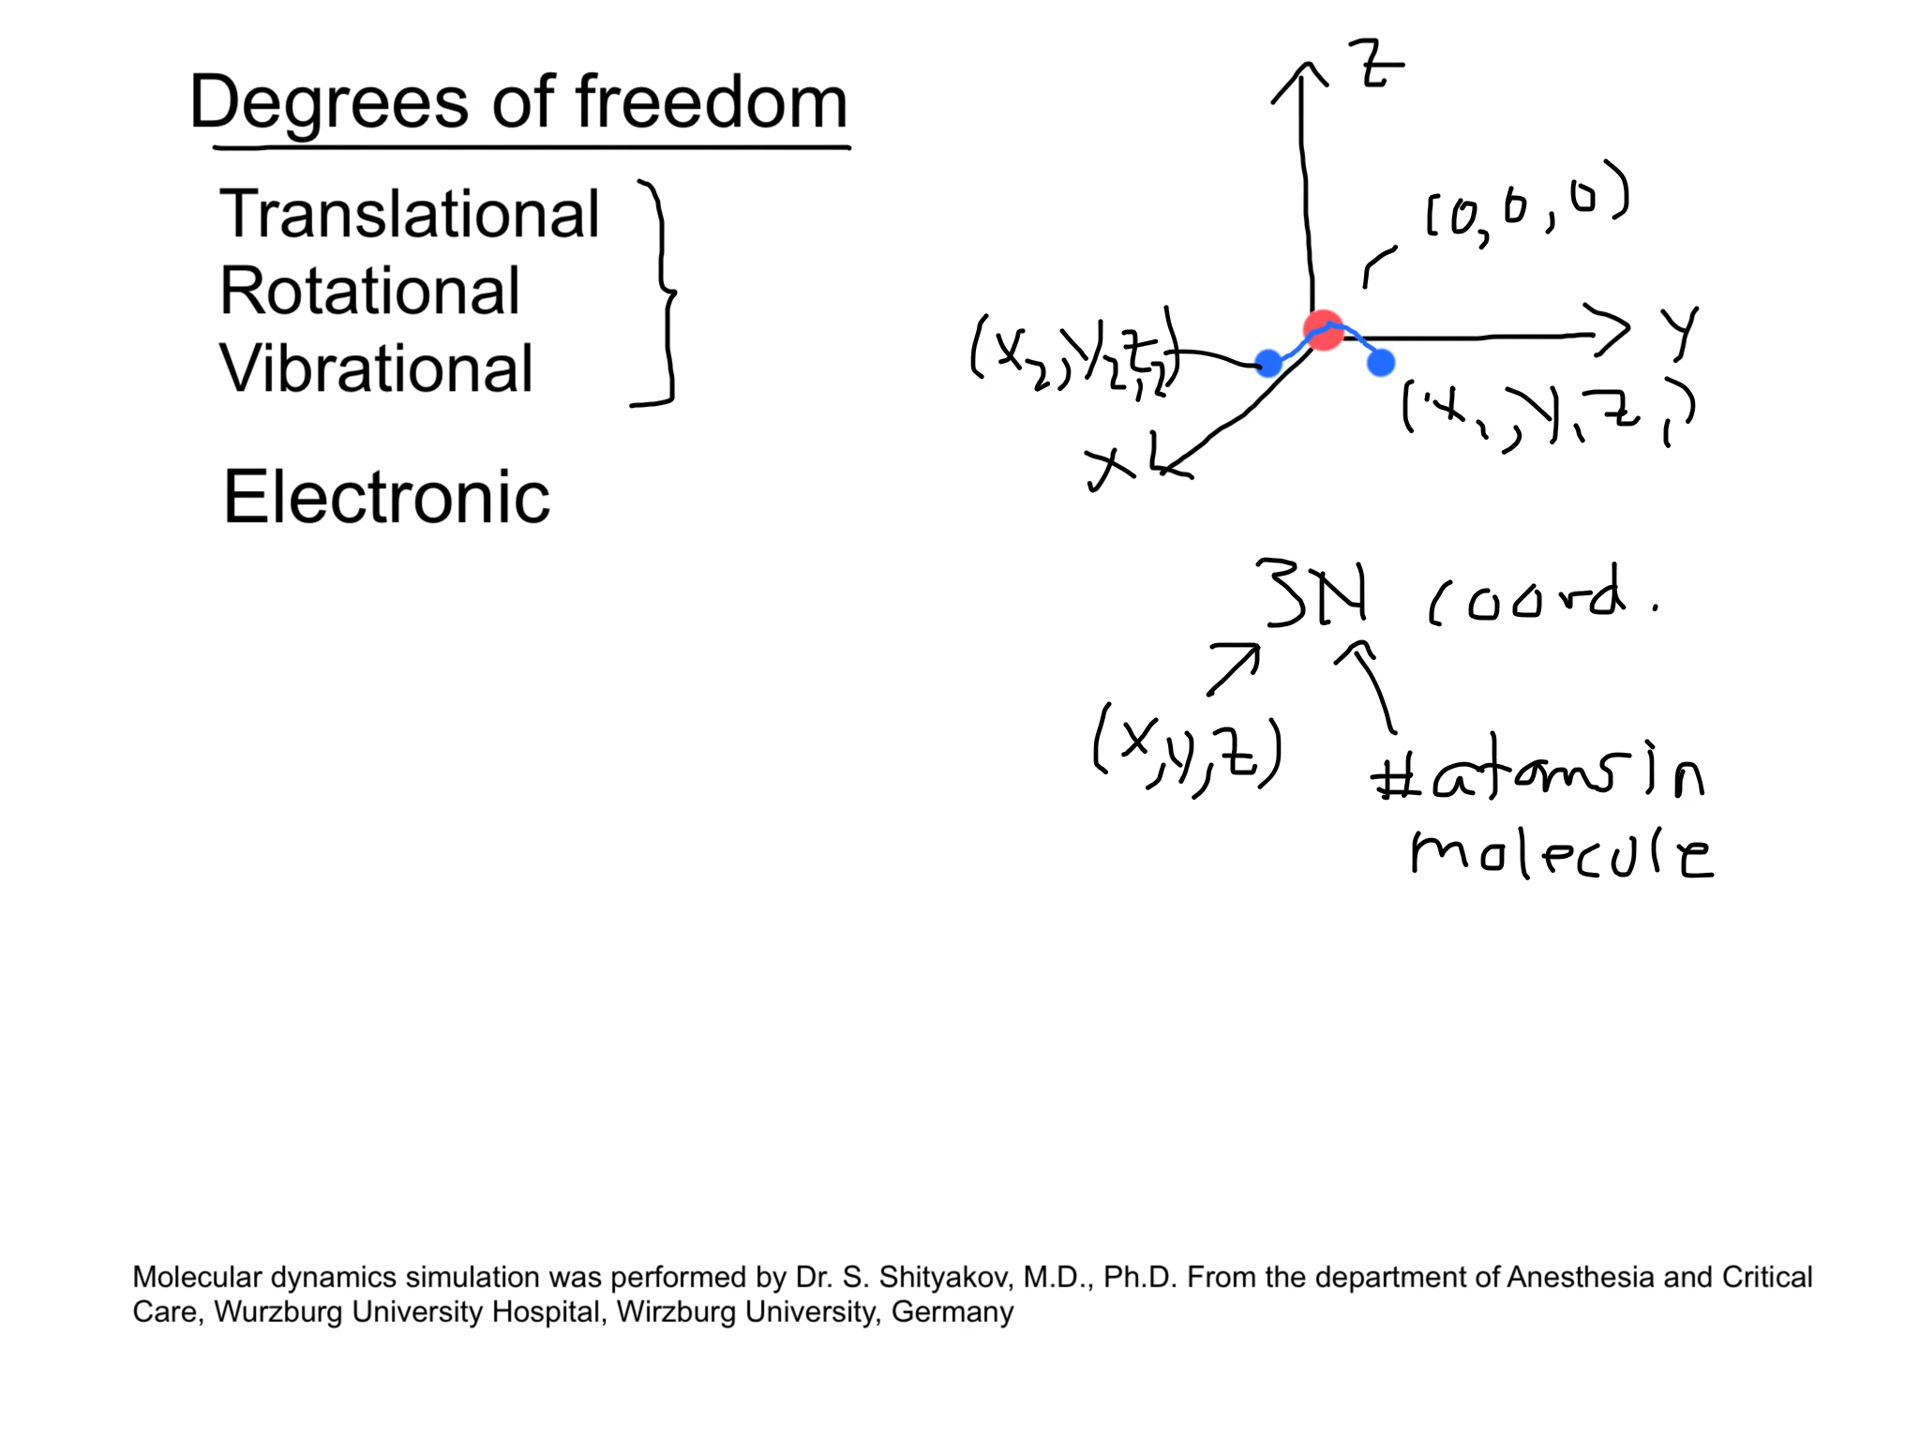 Degrees of freedom
Translational
Rotational
Vibrational
Electronic
Z
(0,0,0)
y
(x₂,y₂,z₂)
(x₁,y₁,z₁)
x
3N coord.
(x,y,z)
#atoms in
molecule
Molecular dynamics simulation was performed by Dr. S. Shityakov, M.D., Ph.D. From the department of Anesthesia and Critical
Care, Wurzburg University Hospital, Wirzburg University, Germany